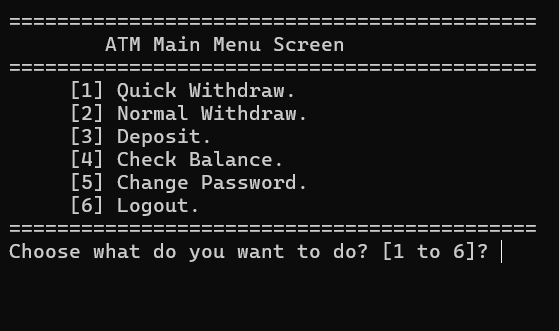 ============================================
ATM Main Menu Screen
============================================
[1] Quick Withdraw.
[2] Normal Withdraw.
[3] Deposit.
[4] Check Balance.
[5] Change Password.
[6] Logout.
============================================
Choose what do you want to do? [1 to 6]?